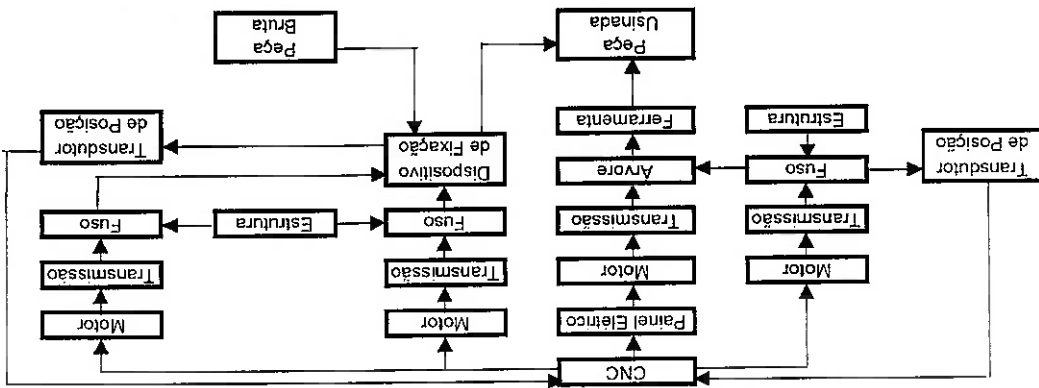 CNC
Painel Elétrico
Motor
Motor
Motor
Motor
Transmissão
Transmissão
Transmissão
Transmissão
Fuso
Estrutura
Fuso
Transdutor
de Posição
Fuso
Árvore
Dispositivo
de Fixação
Estrutura
Ferramenta
Transdutor
de Posição
Peça
Usinada
Peça
Bruta